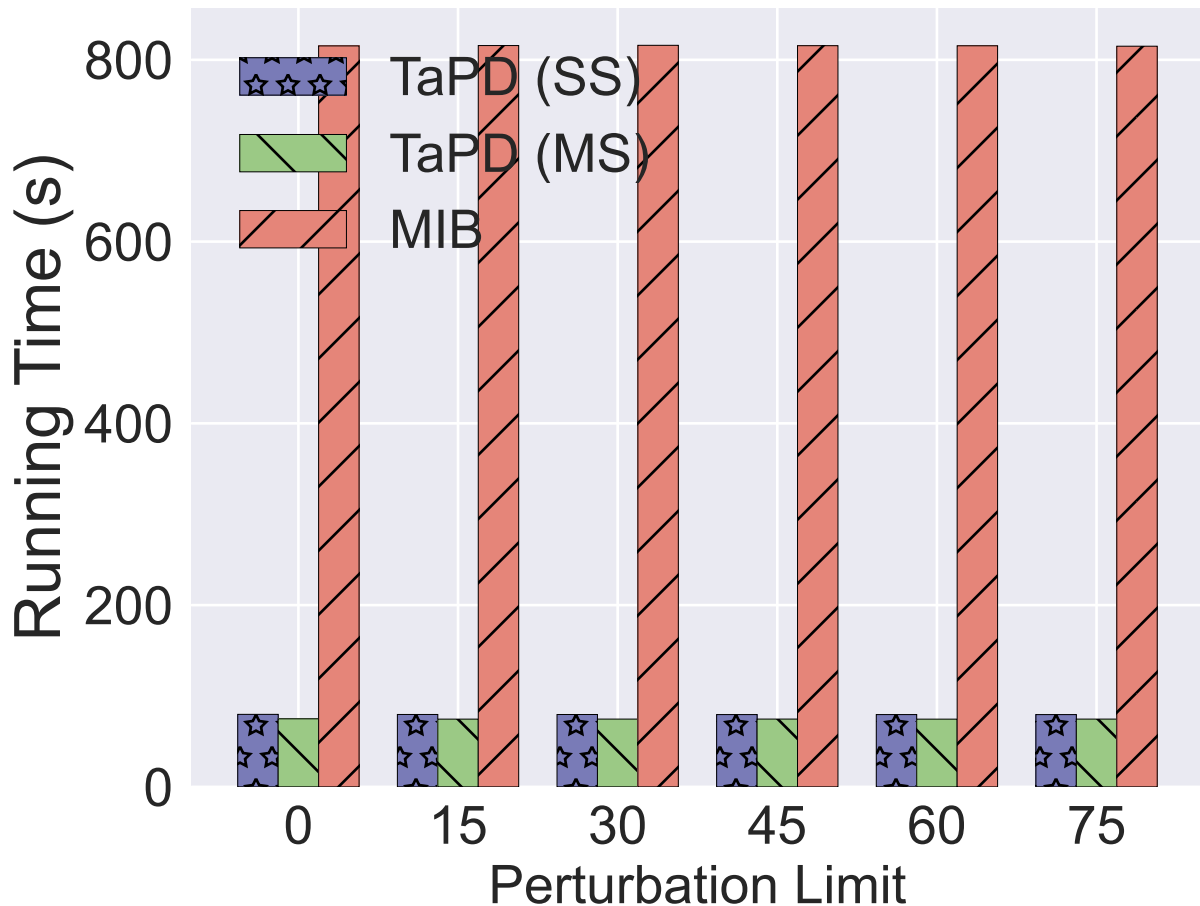 800
600
400
200
0
Running Time (s)
TaPD (SS)
TaPD (MS)
MIB
0 15 30 45 60 75
Perturbation Limit